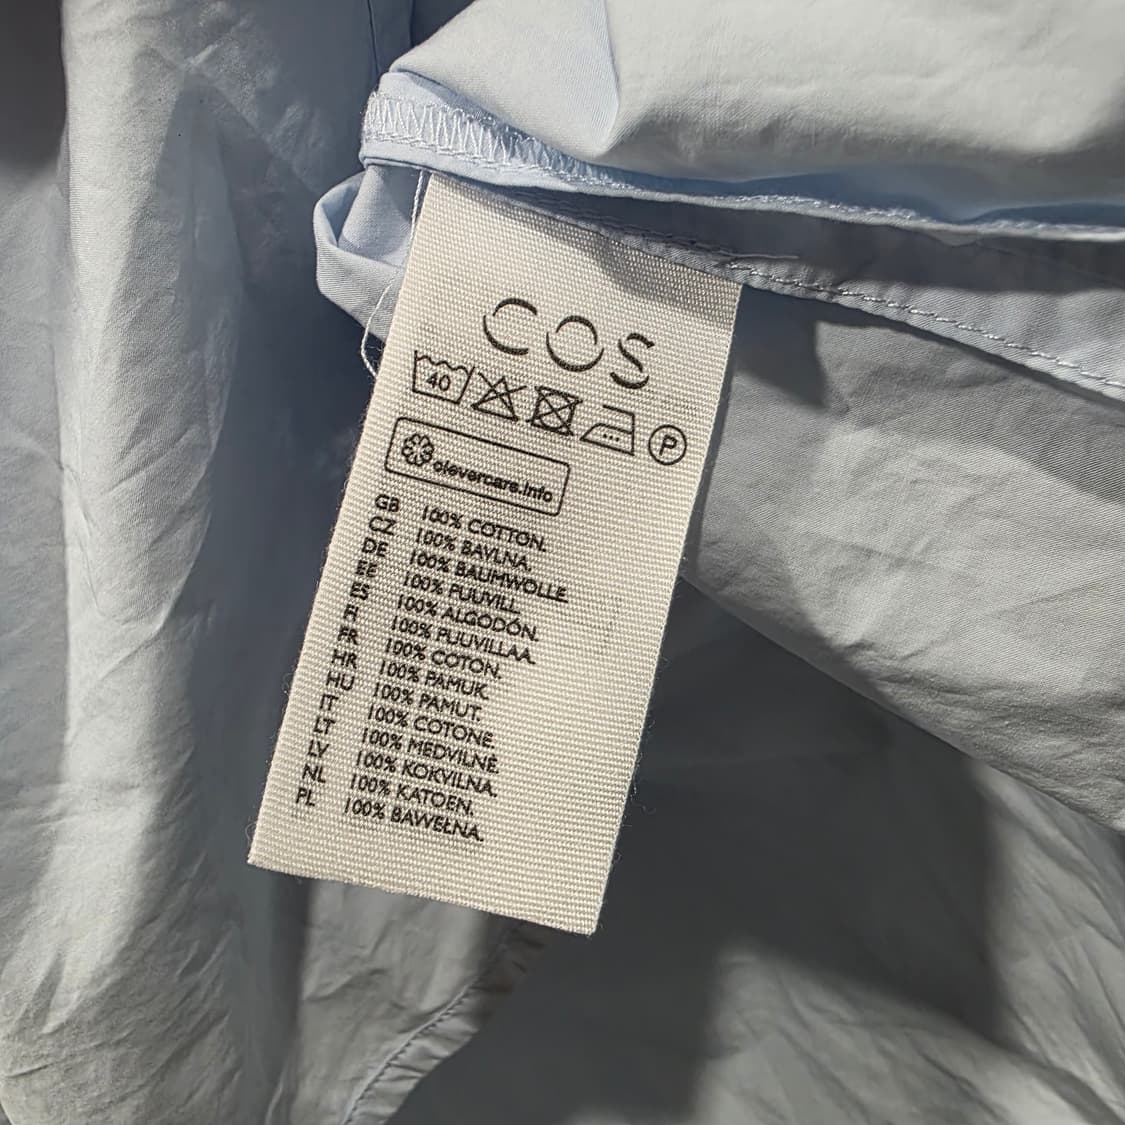 COS
40
P
clevercare.info
GB 100% COTTON.
CZ 100% BAVLNA.
DE 100% BAUMWOLLE.
EE 100% PUUVILL.
ES 100% ALGODÓN.
FI 100% PUUVILLAA.
FR 100% COTON.
HR 100% PAMUK.
HU 100% PAMUT.
IT 100% COTONE.
LT 100% MEDVILNĖ.
LV 100% KOKVILNA.
NL 100% KATOEN.
PL 100% BAWEŁNA.